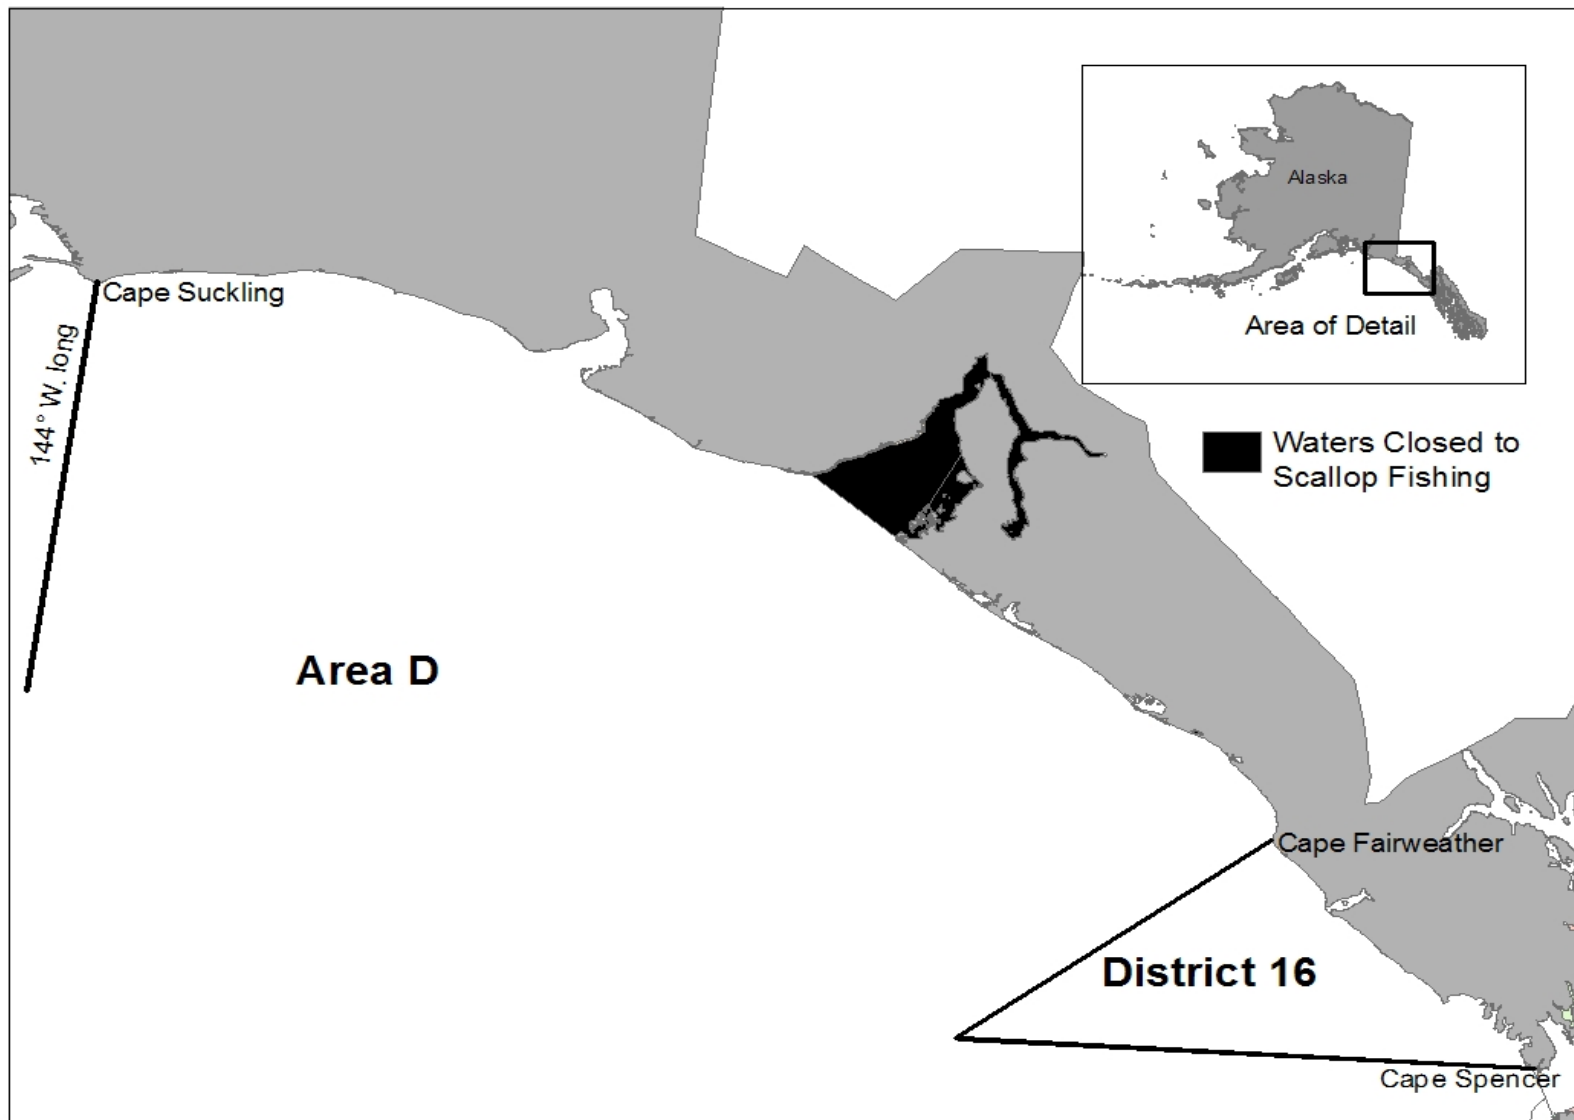 Alaska
Cape Suckling
Area of Detail
144° W. long
Waters Closed to
Scallop Fishing
Area D
Cape Fairweather
District 16
Cape Spencer